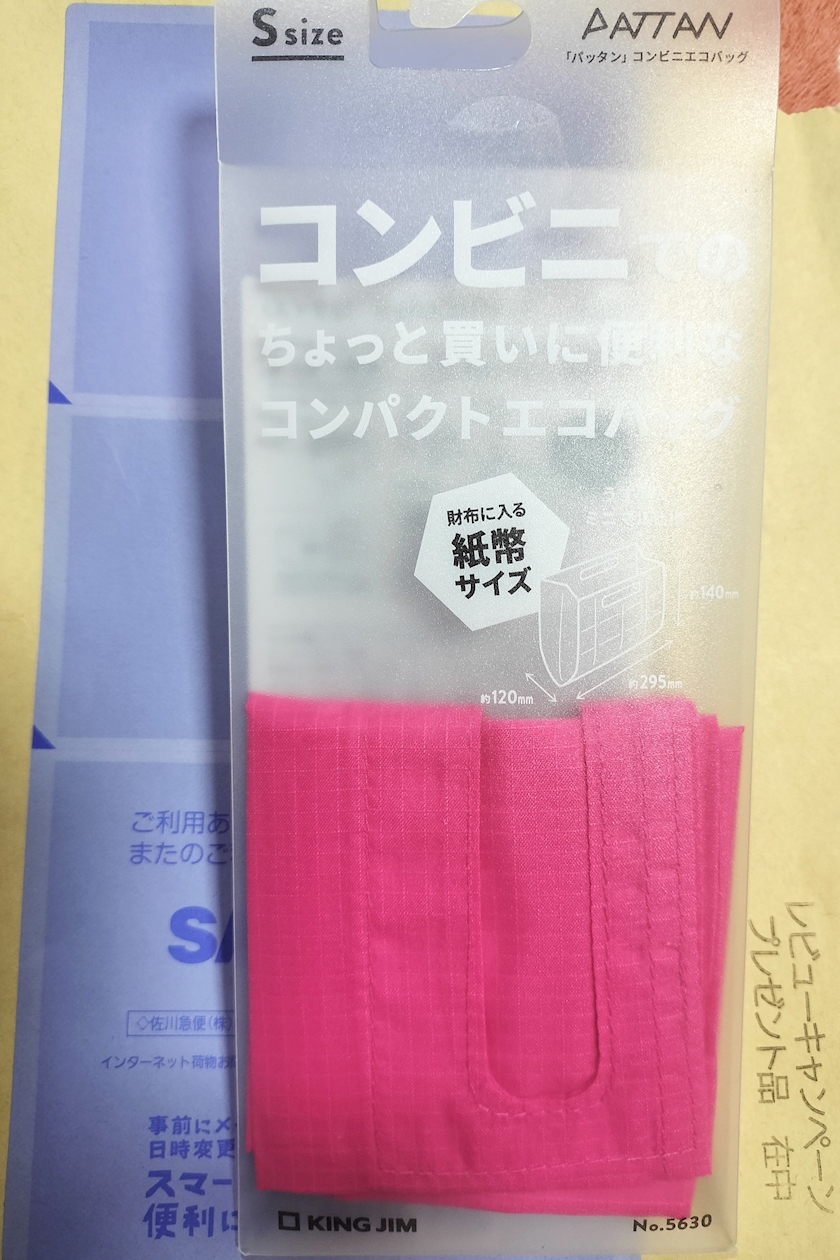 S size
PATTAN
「パッタン」コンビニエコバッグ
コンビニでの
ちょっと買いに便利な
コンパクトエコバッグ
財布に入る
紙幣
サイズ
約140mm
約295mm
約120mm
KING JIM
No.5630
ご利用あ
またのご
SA
◇佐川急便(株)
インターネット荷物お
事前にメ
日時変更
スマー
便利に
レビューキャンペーン
プレゼント品 在中